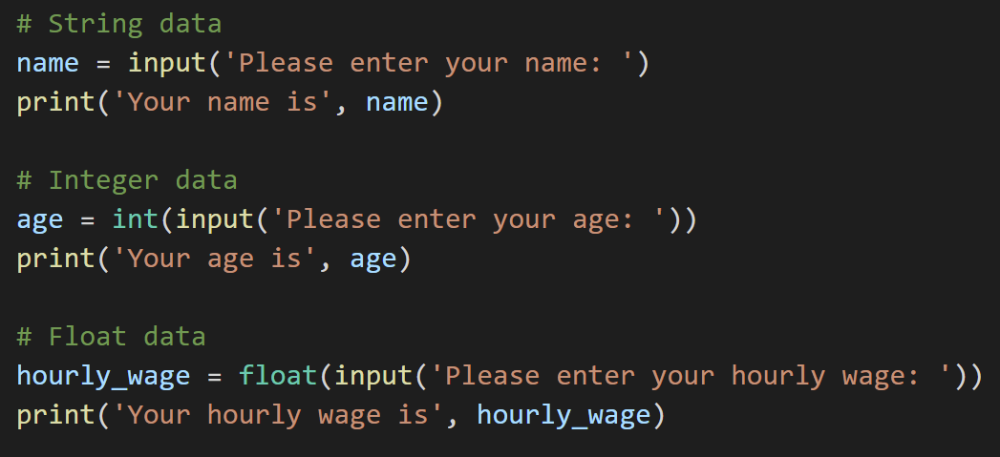 # String data
name = input('Please enter your name: ')
print('Your name is', name)
# Integer data
age = int(input('Please enter your age: '))
print('Your age is', age)
# Float data
hourly_wage = float(input('Please enter your hourly wage: '))
print('Your hourly wage is', hourly_wage)